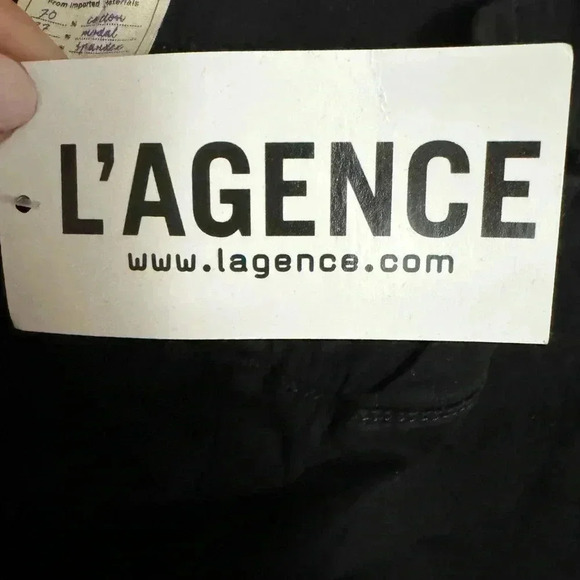 From imported materials
70 % cotton
% modal
% spandex
L'AGENCE
www.lagence.com